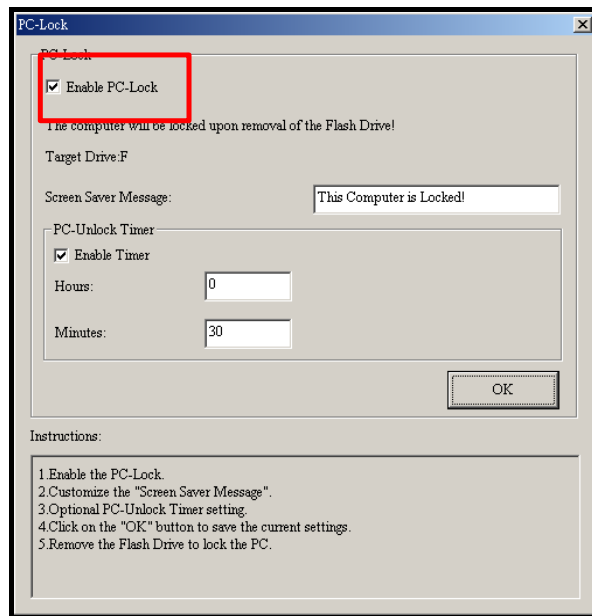 PC-Lock
PC-Lock
Enable PC-Lock
The computer will be locked upon removal of the Flash Drive!
Target Drive:F
Screen Saver Message:
This Computer is Locked!
PC-Unlock Timer
Enable Timer
Hours:
0
Minutes:
30
OK
Instructions:
1.Enable the PC-Lock.
2.Customize the "Screen Saver Message".
3.Optional PC-Unlock Timer setting.
4.Click on the "OK" button to save the current settings.
5.Remove the Flash Drive to lock the PC.